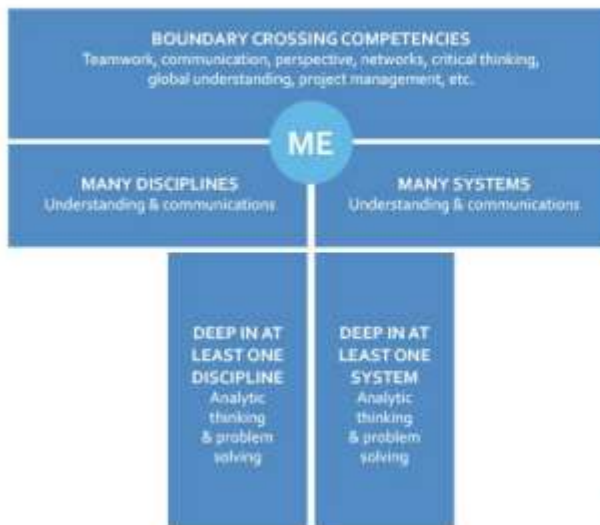 BOUNDARY CROSSING COMPETENCIES
Teamwork, communication, perspective, networks, critical thinking,
global understanding, project management, etc.
ME
MANY DISCIPLINES
Understanding & communications
MANY SYSTEMS
Understanding & communications
DEEP IN AT
LEAST ONE
DISCIPLINE
Analytic
thinking
& problem
solving
DEEP IN AT
LEAST ONE
SYSTEM
Analytic
thinking
& problem
solving